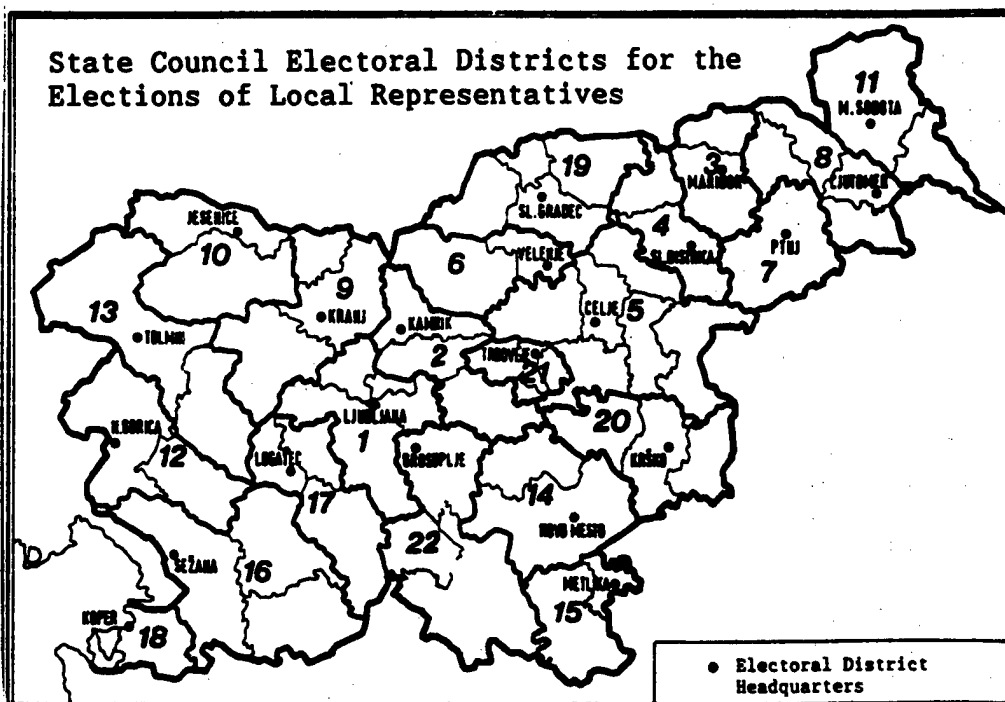 State Council Electoral Districts for the
Elections of Local Representatives
11
M.SOBOTA
8
LJUTOMER
3
MARIBOR
19
SL.GRADEC
4
SL.BISTRICA
PTUJ
7
JESENICE
10
6
VELENJE
9
KRANJ
13
TOLMIN
KAMNIK
2
CELJE
5
TRBOVLJE
21
LJUBLJANA
1
20
KRŠKO
N.GORICA
12
LOGATEC
17
GROSUPLJE
14
NOVO MESTO
22
SEŽANA
16
METLIKA
15
KOPER
18
● Electoral District
Headquarters